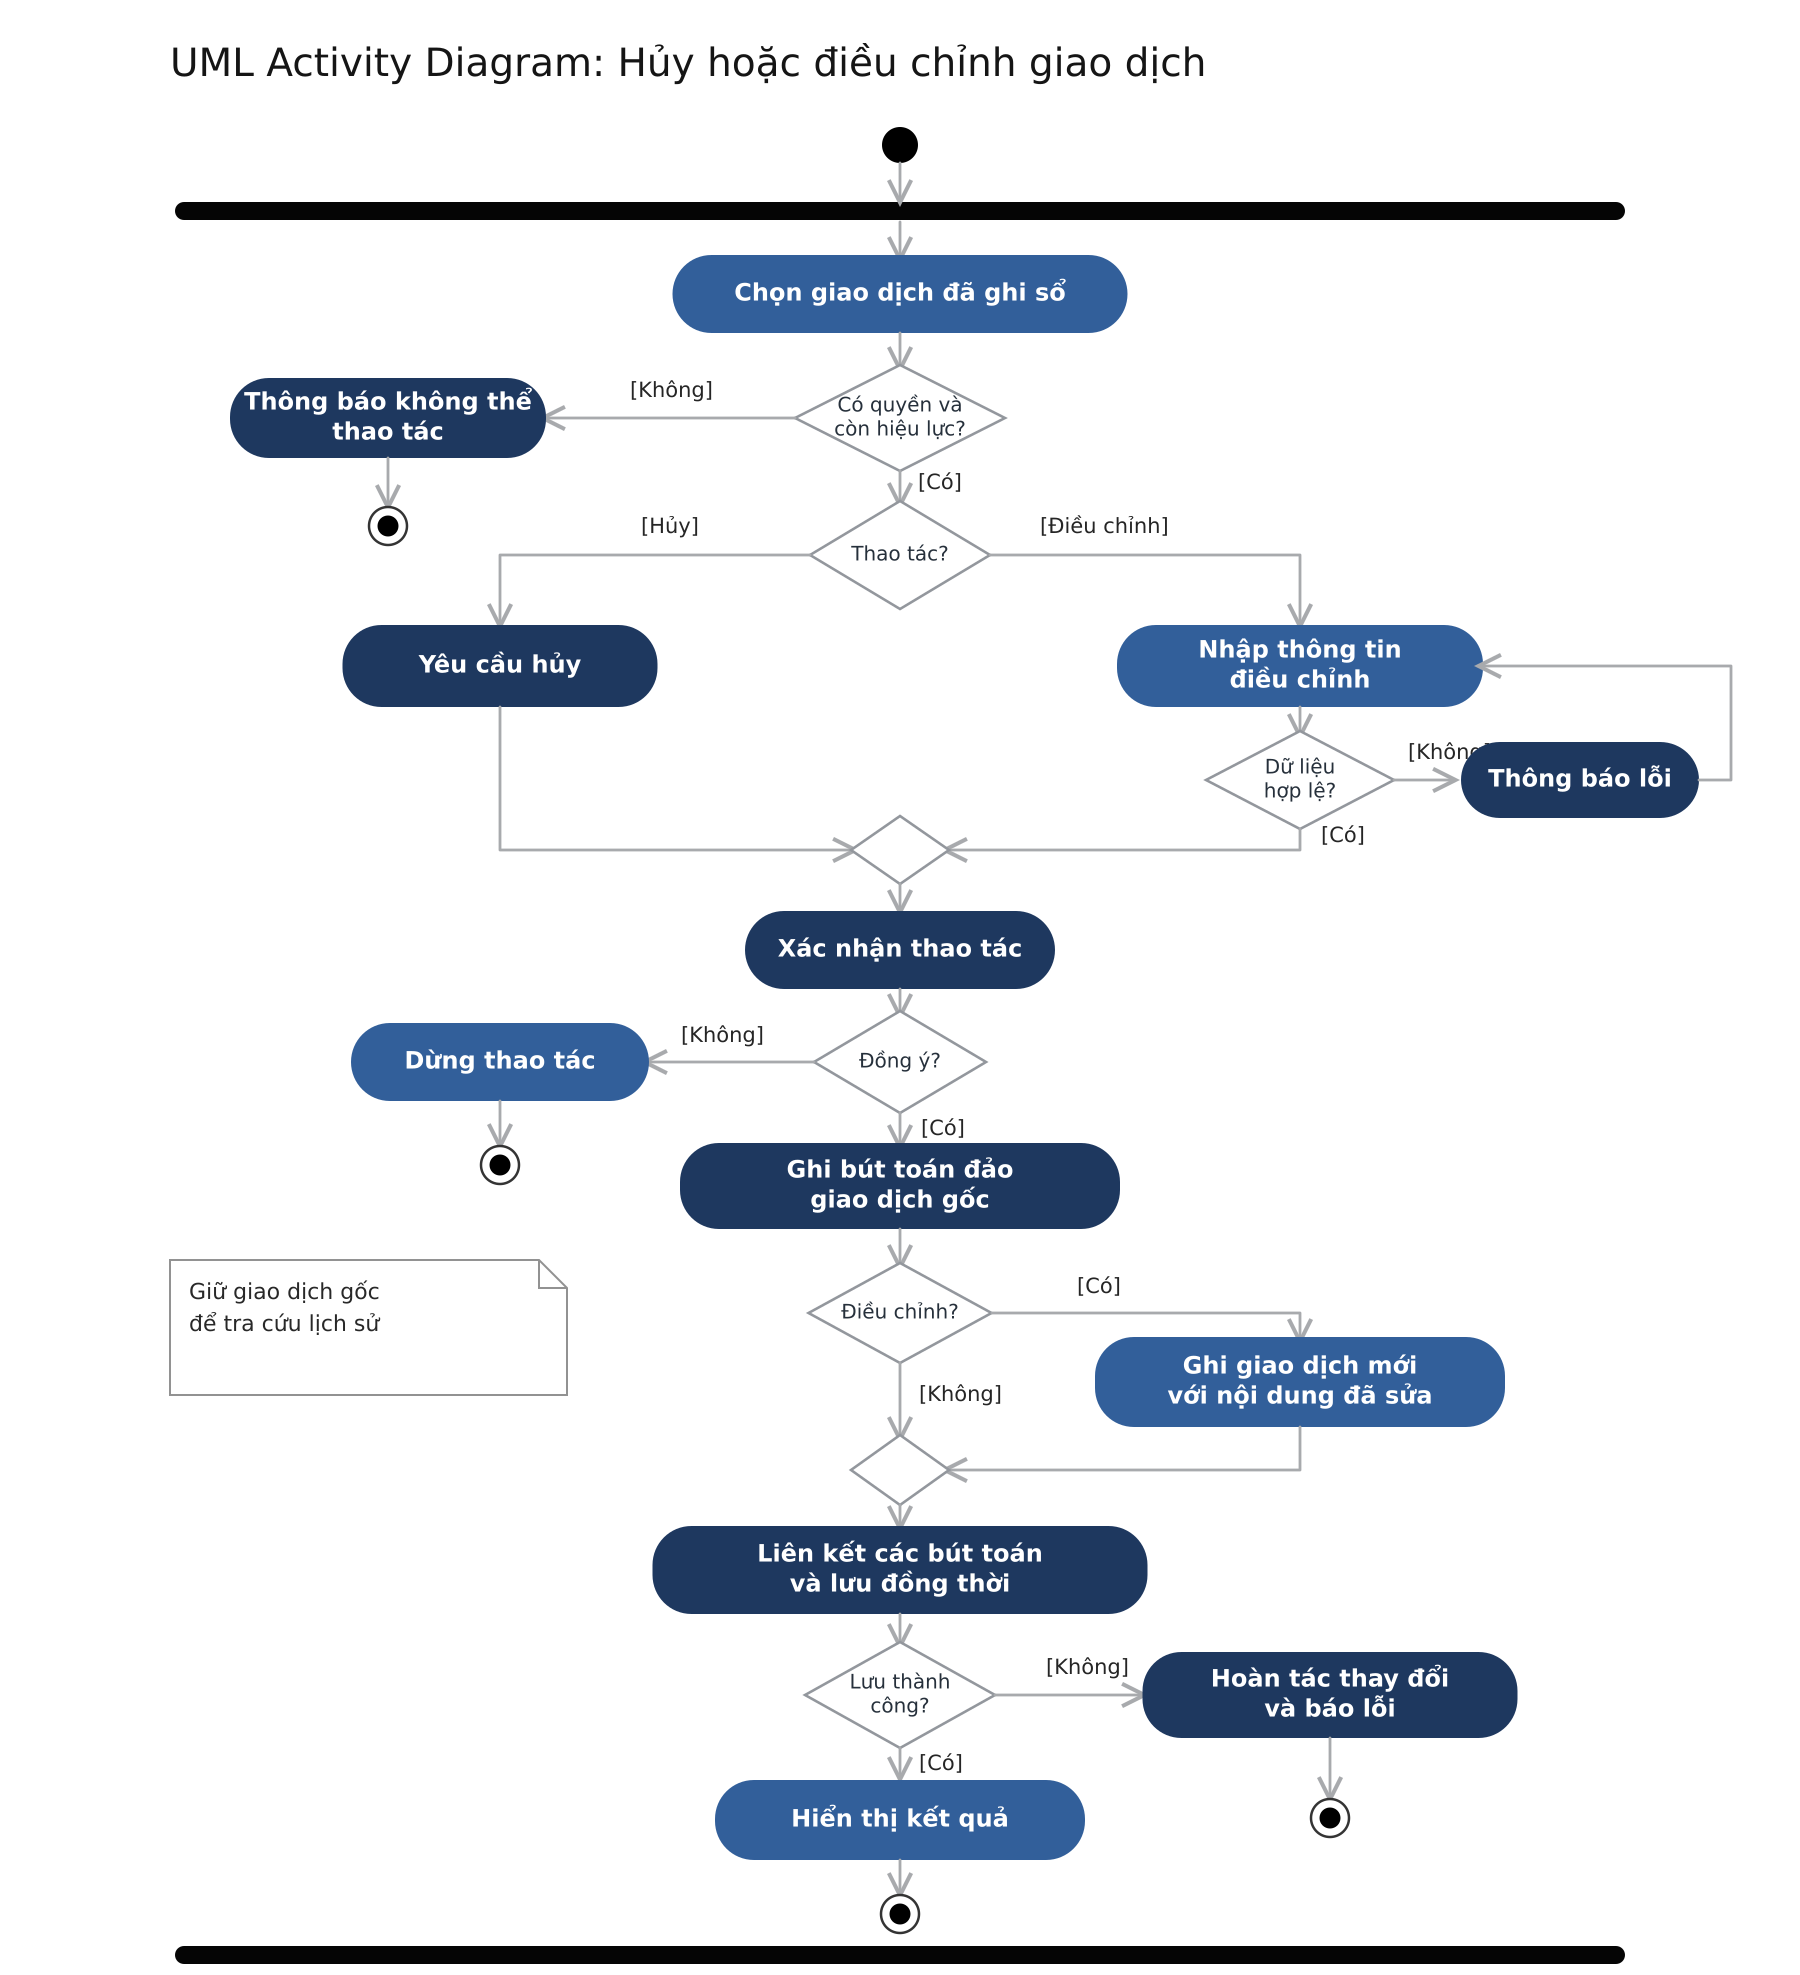 UML Activity Diagram: Hủy hoặc điều chỉnh giao dịch
Chọn giao dịch đã ghi sổ
[Không]
Có quyền và
còn hiệu lực?
Thông báo không thể
thao tác
[Có]
[Hủy]
[Điều chỉnh]
Thao tác?
Yêu cầu hủy
Nhập thông tin
điều chỉnh
[Không]
Dữ liệu
hợp lệ?
Thông báo lỗi
[Có]
Xác nhận thao tác
[Không]
Đồng ý?
Dừng thao tác
[Có]
Ghi bút toán đảo
giao dịch gốc
Giữ giao dịch gốc
để tra cứu lịch sử
[Có]
Điều chỉnh?
Ghi giao dịch mới
với nội dung đã sửa
[Không]
Liên kết các bút toán
và lưu đồng thời
[Không]
Lưu thành
công?
Hoàn tác thay đổi
và báo lỗi
[Có]
Hiển thị kết quả